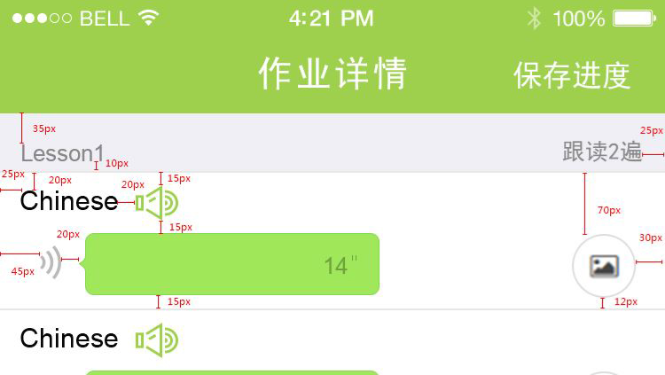 BELL 4:21 PM 100%
作业详情 保存进度
35px
25px
Lesson1 跟读2遍
10px
25px 20px 15px
20px
Chinese
70px
15px
20px 30px
14"
45px
15px 12px
Chinese